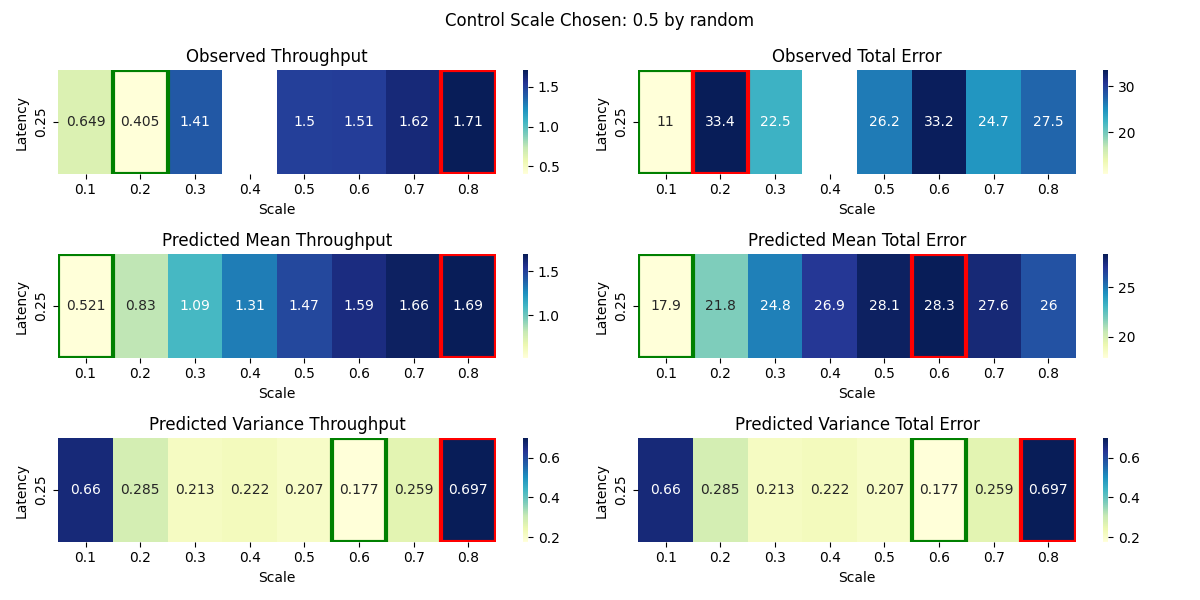 Control Scale Chosen: 0.5 by random
Observed Throughput
Latency
0.25
0.649 0.405 1.41 1.5 1.51 1.62 1.71
0.1 0.2 0.3 0.4 0.5 0.6 0.7 0.8
Scale
1.5
1.0
0.5
Observed Total Error
Latency
0.25
11 33.4 22.5 26.2 33.2 24.7 27.5
0.1 0.2 0.3 0.4 0.5 0.6 0.7 0.8
Scale
30
20
Predicted Mean Throughput
Latency
0.25
0.521 0.83 1.09 1.31 1.47 1.59 1.66 1.69
0.1 0.2 0.3 0.4 0.5 0.6 0.7 0.8
Scale
1.5
1.0
Predicted Mean Total Error
Latency
0.25
17.9 21.8 24.8 26.9 28.1 28.3 27.6 26
0.1 0.2 0.3 0.4 0.5 0.6 0.7 0.8
Scale
25
20
Predicted Variance Throughput
Latency
0.25
0.66 0.285 0.213 0.222 0.207 0.177 0.259 0.697
0.1 0.2 0.3 0.4 0.5 0.6 0.7 0.8
Scale
0.6
0.4
0.2
Predicted Variance Total Error
Latency
0.25
0.66 0.285 0.213 0.222 0.207 0.177 0.259 0.697
0.1 0.2 0.3 0.4 0.5 0.6 0.7 0.8
Scale
0.6
0.4
0.2